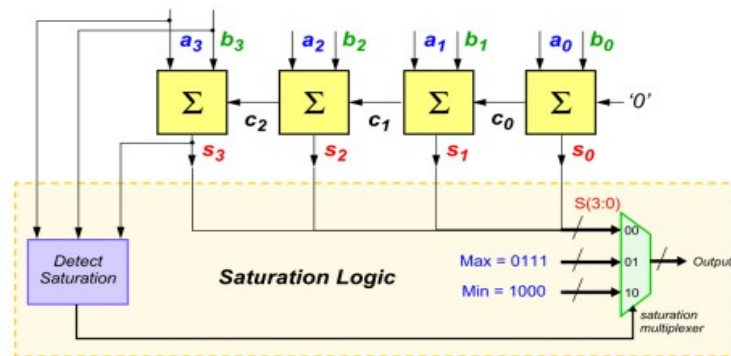 a3 b3 a2 b2 a1 b1 a0 b0
Σ Σ Σ Σ '0'
c2 c1 c0
s3 s2 s1 s0
S(3:0)
00
Detect
Saturation
Saturation Logic
Max = 0111
01
Output
Min = 1000
10
saturation
multiplexer